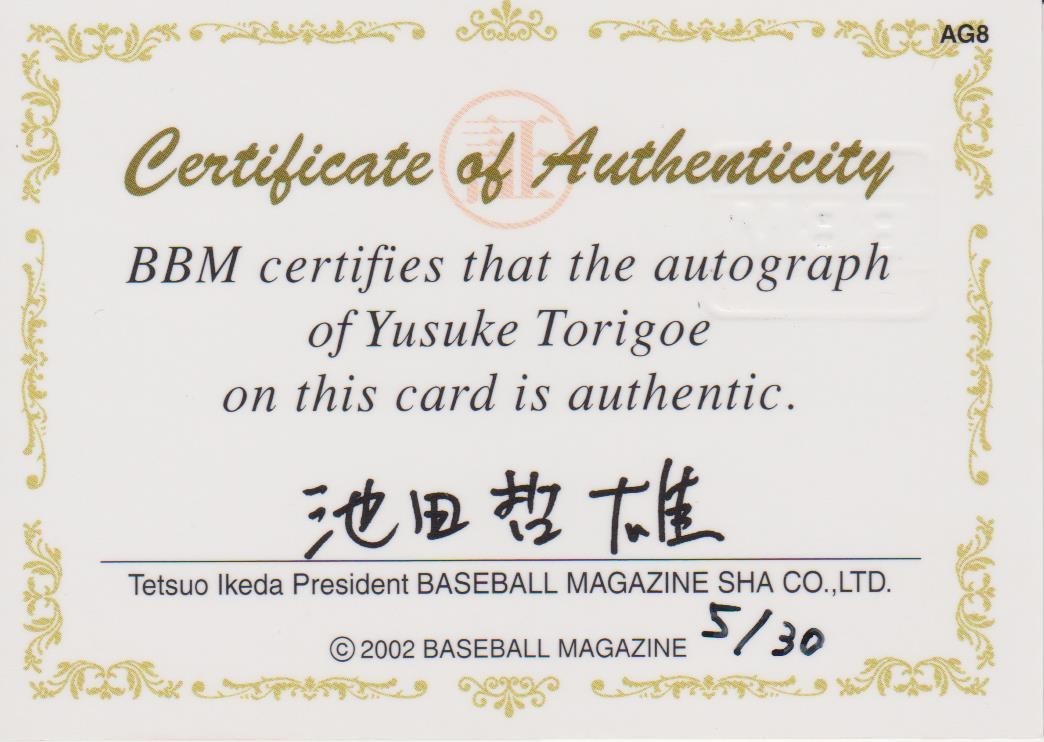 AG8
証
Certificate of Authenticity
BBM
BBM certifies that the autograph
of Yusuke Torigoe
on this card is authentic.
池田哲雄
Tetsuo Ikeda President BASEBALL MAGAZINE SHA CO.,LTD.
© 2002 BASEBALL MAGAZINE 5/30